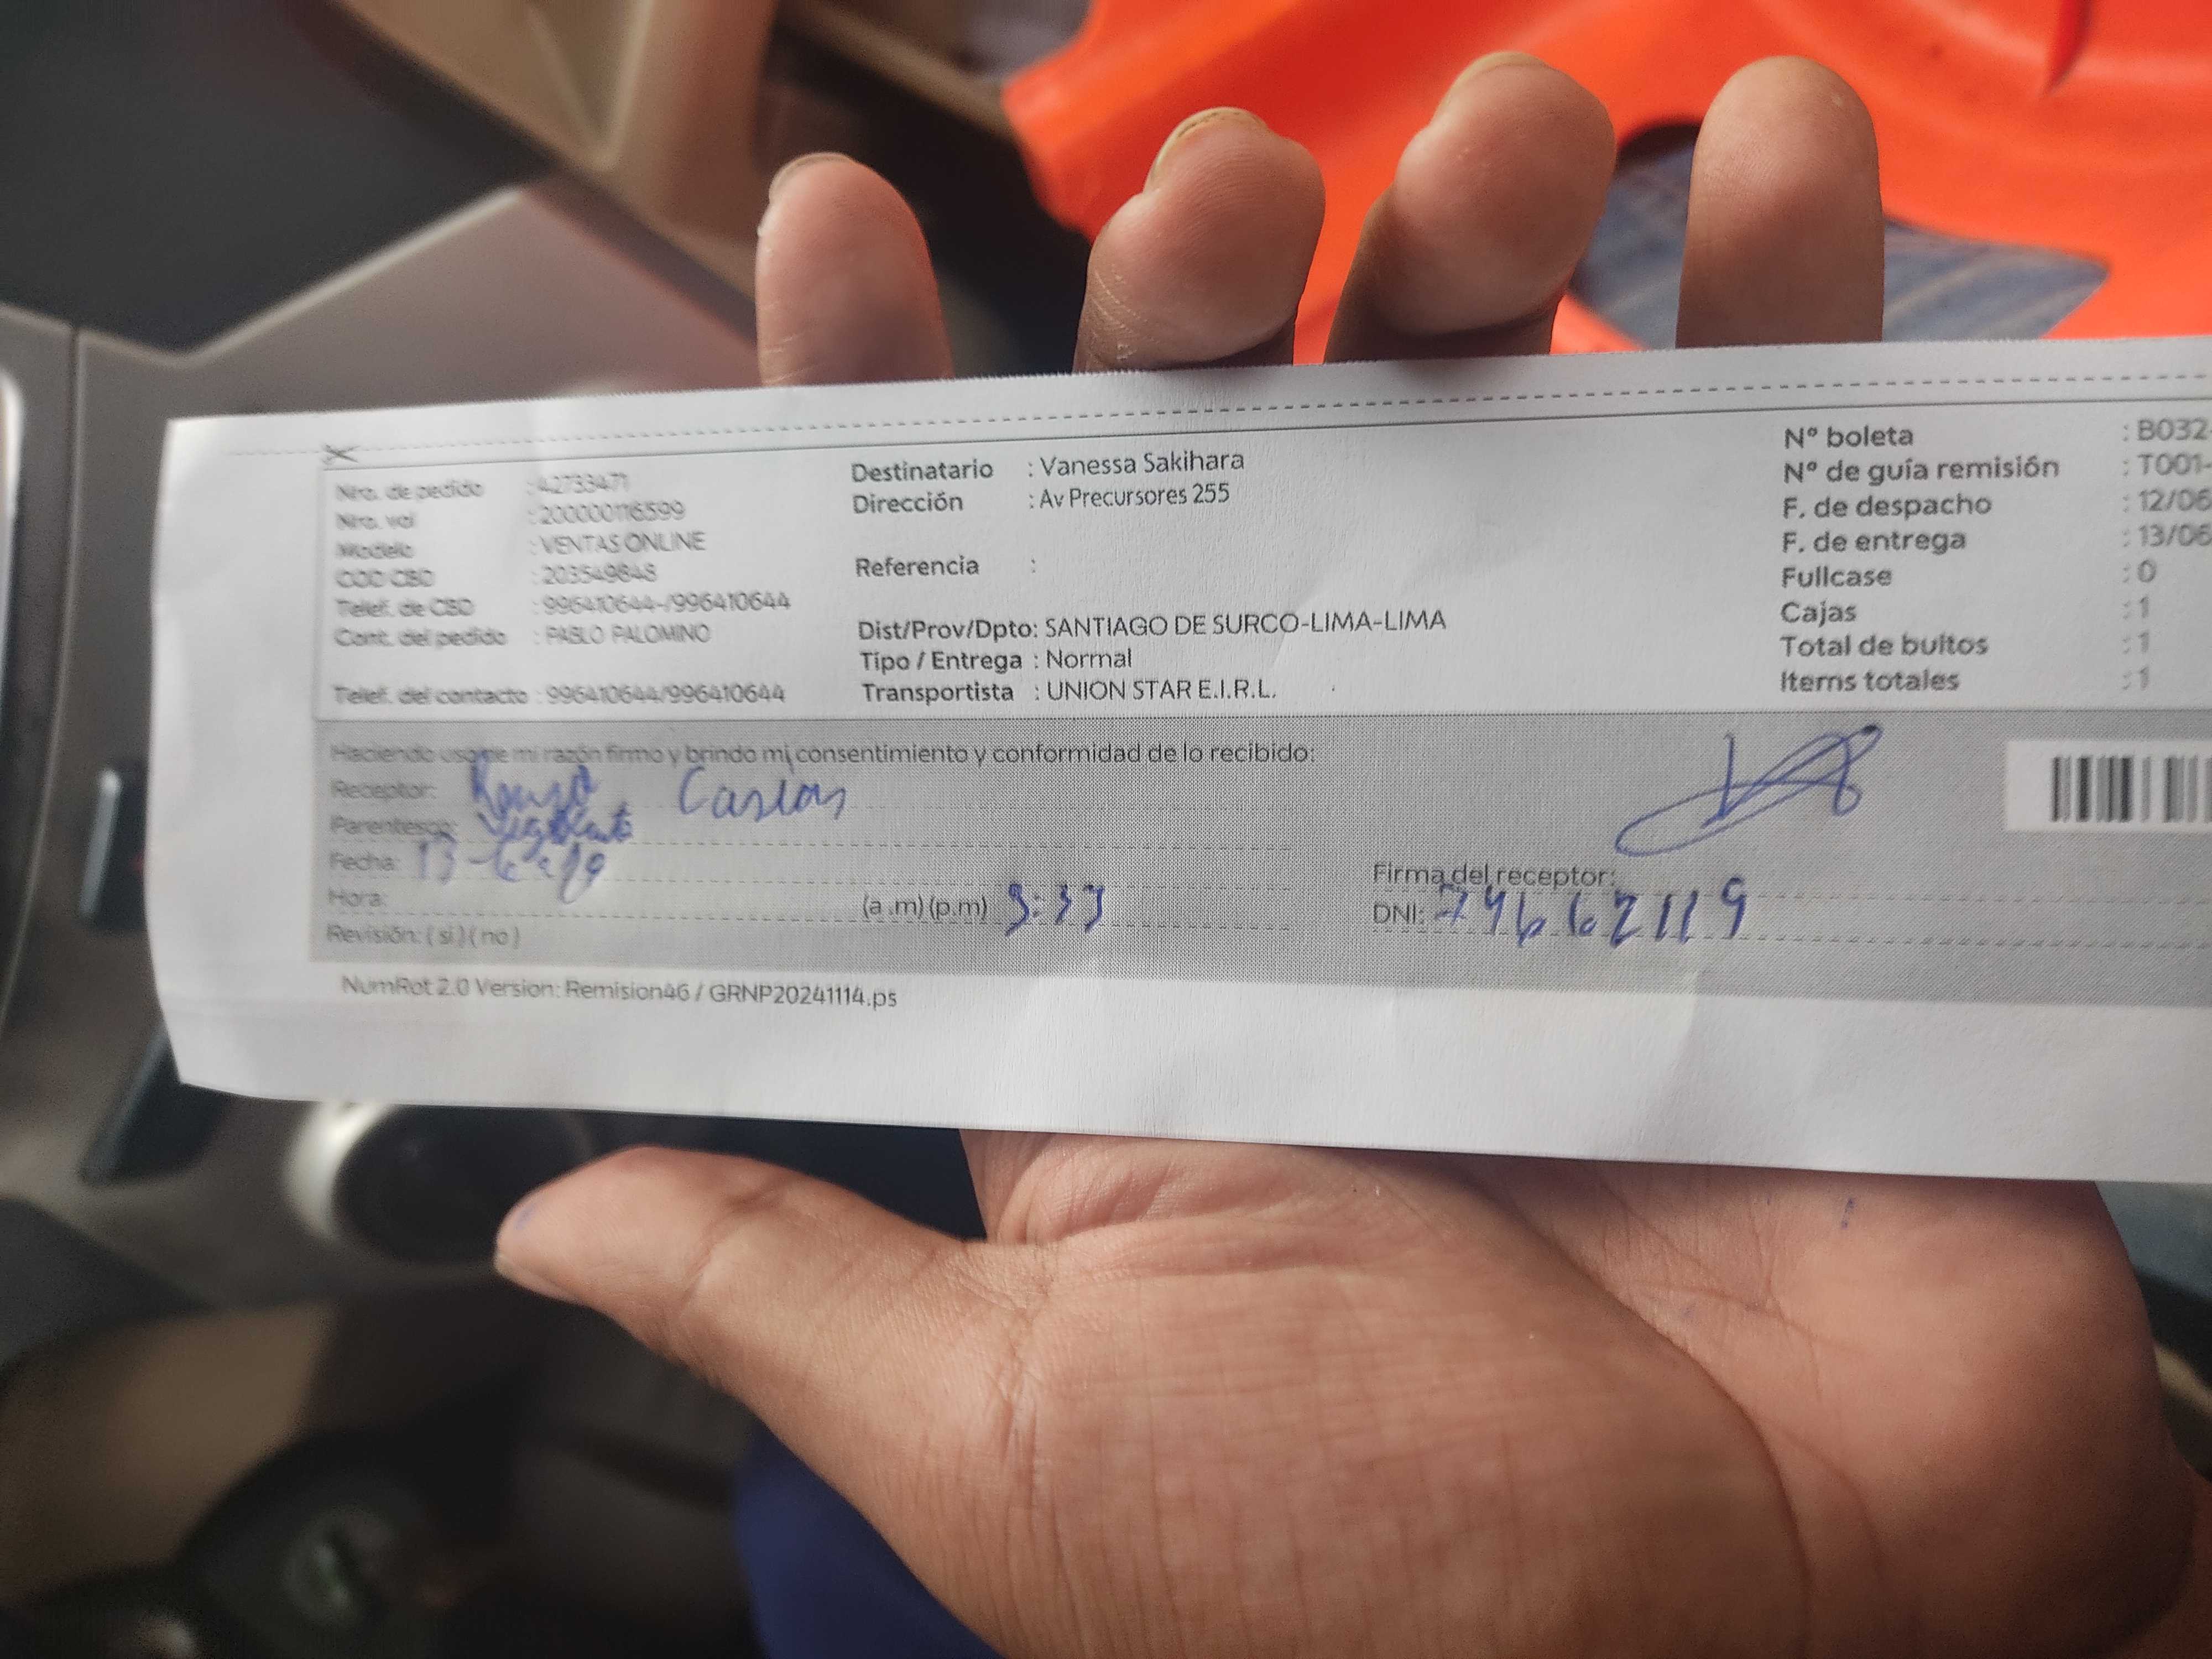 Nro. de pedido : 42733471
Nro. val : 200000116599
Modelo : VENTAS ONLINE
COD CBD : 203549848
Telef. de CBD : 996410644-/996410644
Cont. del pedido : PABLO PALOMINO
Telef. del contacto : 996410644/996410644
Destinatario : Vanessa Sakihara
Dirección : Av Precursores 255
Referencia :
Dist/Prov/Dpto: SANTIAGO DE SURCO-LIMA-LIMA
Tipo / Entrega : Normal
Transportista : UNION STAR E.I.R.L.
Nº boleta : B032-
Nº de guía remisión : T001-
F. de despacho : 12/06
F. de entrega : 13/06
Fullcase : 0
Cajas : 1
Total de bultos : 1
Items totales : 1
Haciendo uso de mi razón firmo y brindo mi consentimiento y conformidad de lo recibido:
Receptor: Carlos
Parentesco:
Fecha: 13-6
Hora: (a .m) (p.m)
Revisión: ( si ) ( no )
Firma del receptor:
DNI: 74662119
NumRot 2.0 Version: Remision46 / GRNP20241114.ps